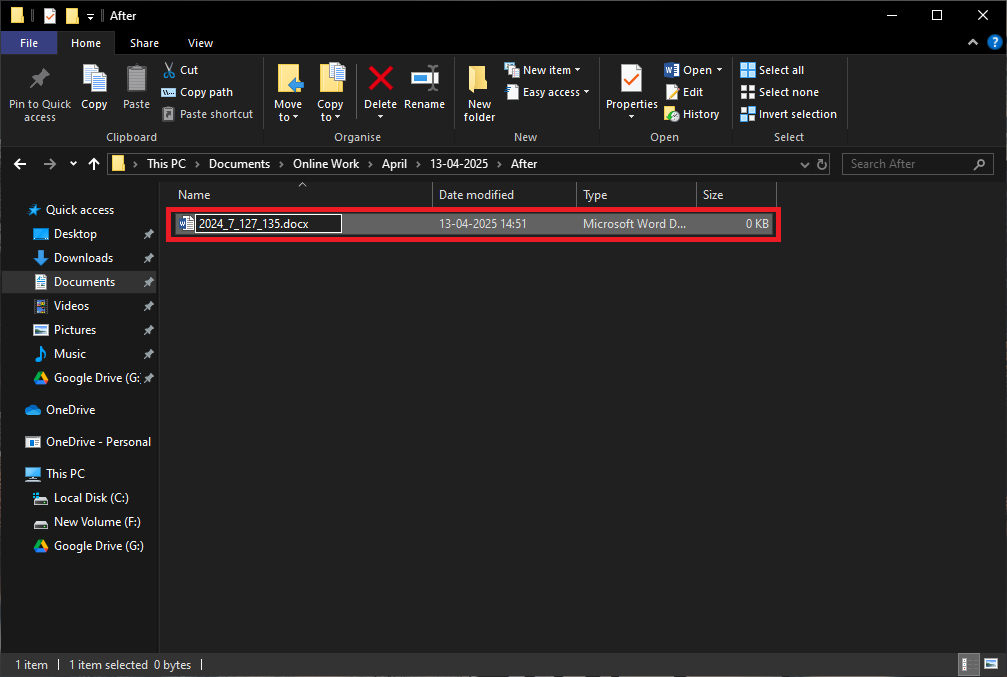 After
File Home Share View
Pin to Quick access
Copy
Paste
Cut
Copy path
Paste shortcut
Clipboard
Move to
Copy to
Delete
Rename
Organise
New folder
New item
Easy access
New
Properties
Open
Edit
History
Open
Select all
Select none
Invert selection
Select
This PC > Documents > Online Work > April > 13-04-2025 > After
Search After
Name Date modified Type Size
2024_7_127_135.docx 13-04-2025 14:51 Microsoft Word D... 0 KB
Quick access
Desktop
Downloads
Documents
Videos
Pictures
Music
Google Drive (G:
OneDrive
OneDrive - Personal
This PC
Local Disk (C:)
New Volume (F:)
Google Drive (G:)
1 item 1 item selected 0 bytes